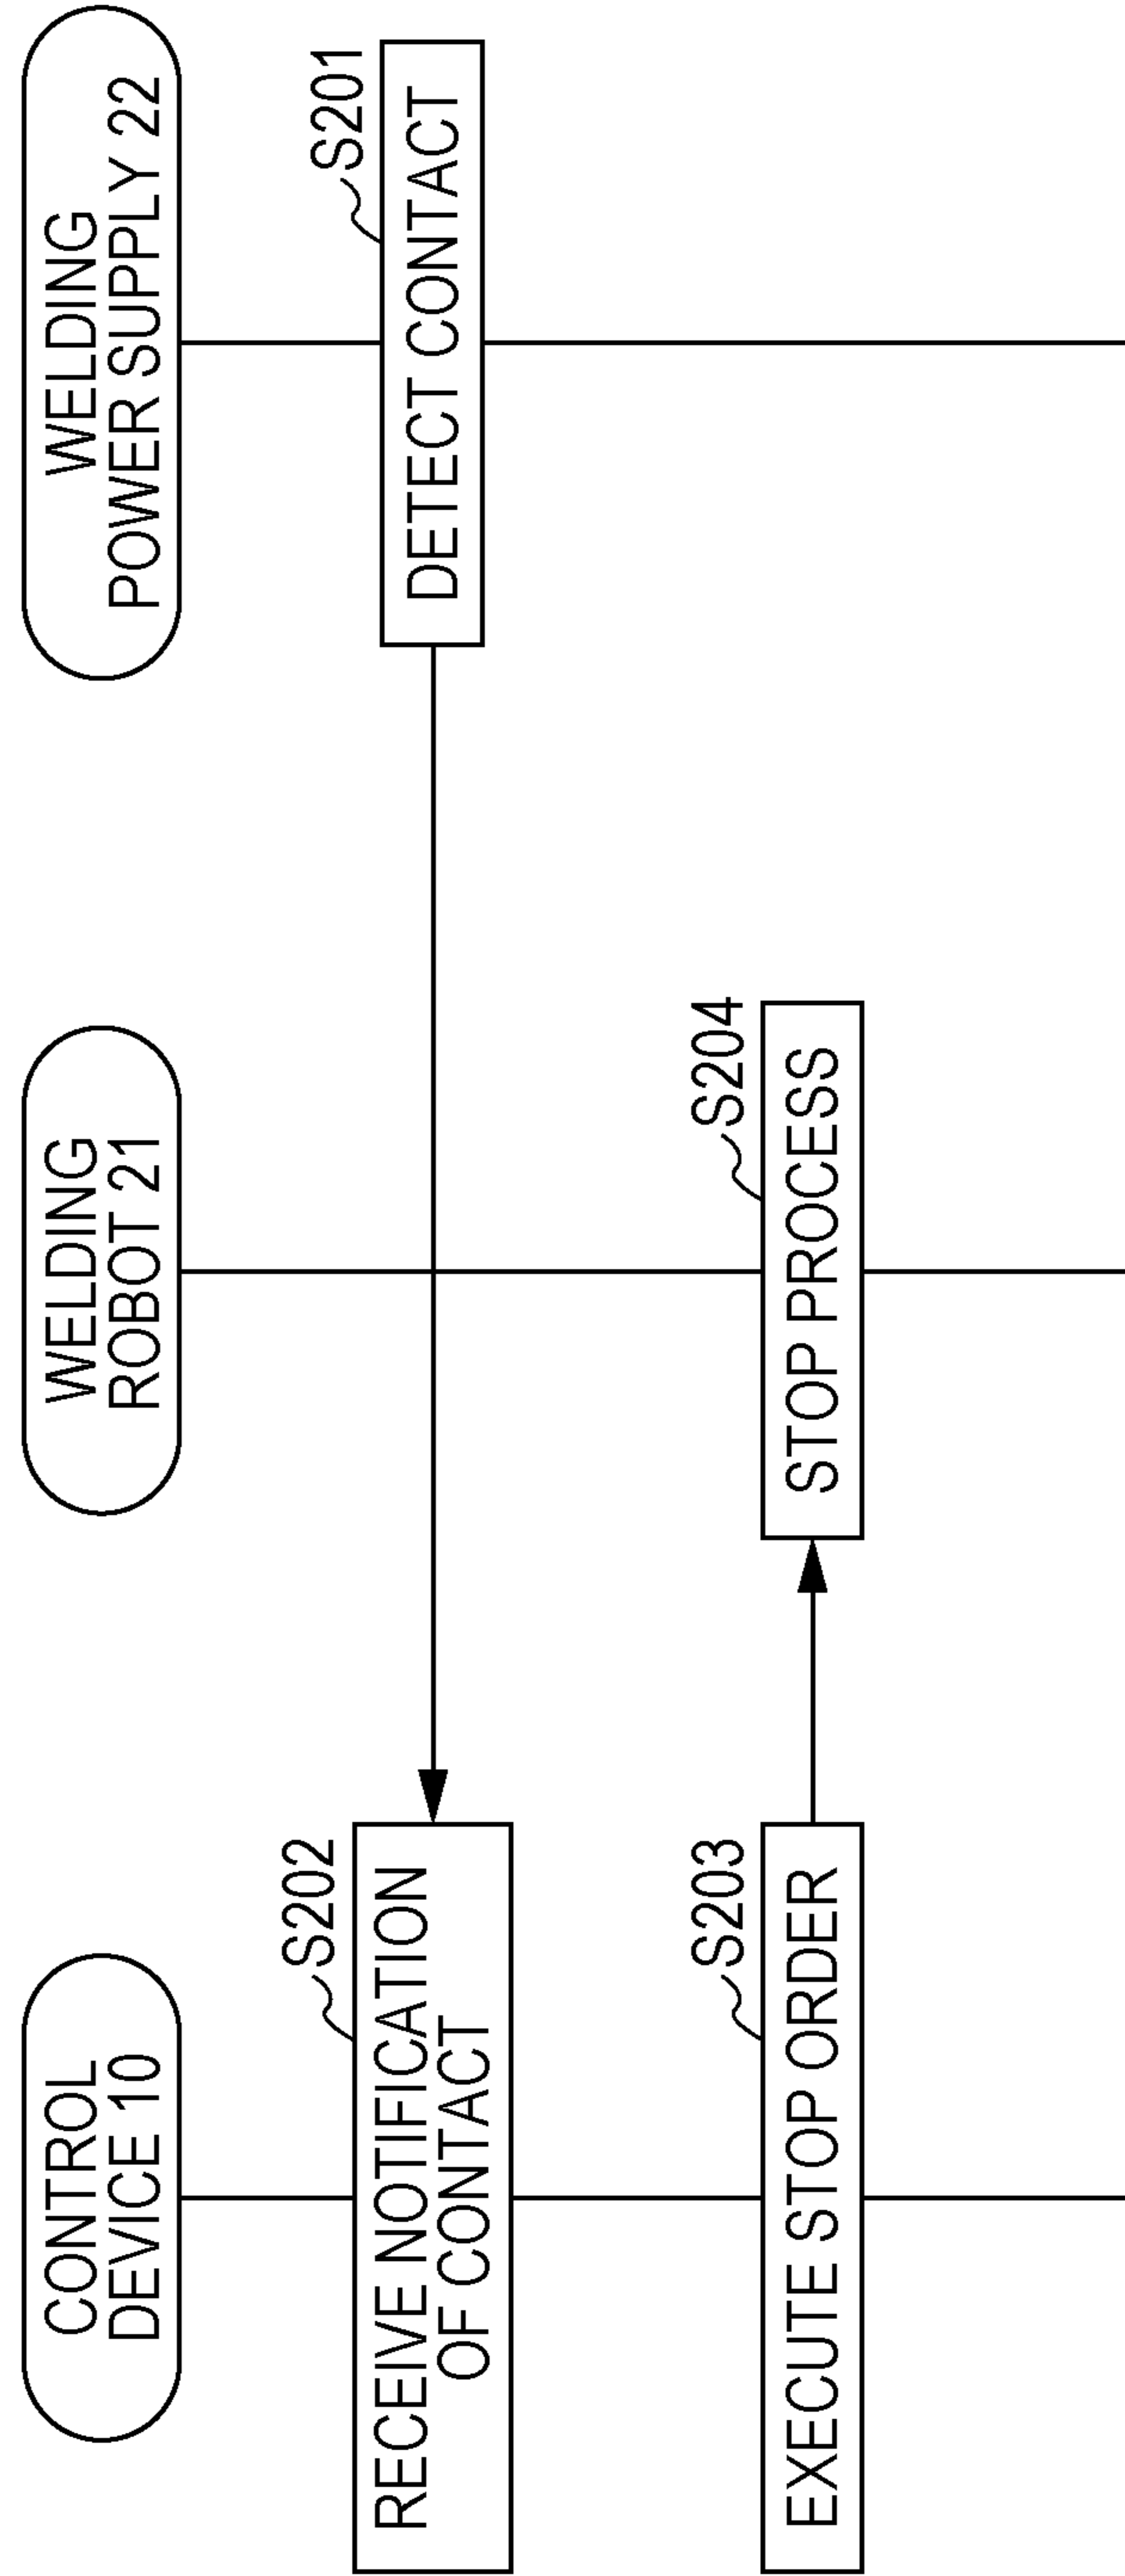 CONTROL
DEVICE 10
WELDING
ROBOT 21
WELDING
POWER SUPPLY 22
S202
RECEIVE NOTIFICATION
OF CONTACT
S201
DETECT CONTACT
S203
EXECUTE STOP ORDER
S204
STOP PROCESS